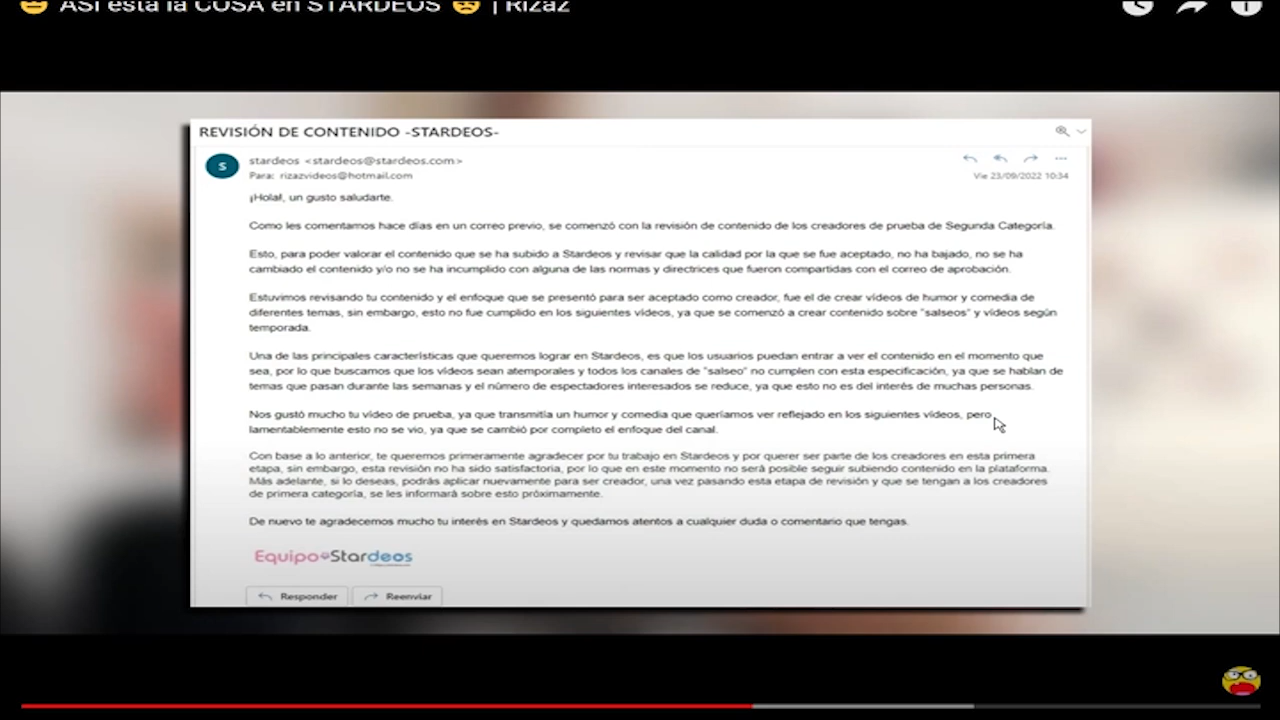 ASÍ está la COSA en STARDEOS 😔 | Rizaz
REVISIÓN DE CONTENIDO -STARDEOS-
S
stardeos <stardeos@stardeos.com>
Para: rizazvideos@hotmail.com
Vie 23/09/2022 10:34
¡Hola!, un gusto saludarte.
Como les comentamos hace días en un correo previo, se comenzó con la revisión de contenido de los creadores de prueba de Segunda Categoría.
Esto, para poder valorar el contenido que se ha subido a Stardeos y revisar que la calidad por la que se fue aceptado, no ha bajado, no se ha
cambiado el contenido y/o no se ha incumplido con alguna de las normas y directrices que fueron compartidas con el correo de aprobación.
Estuvimos revisando tu contenido y el enfoque que se presentó para ser aceptado como creador, fue el de crear vídeos de humor y comedia de
diferentes temas, sin embargo, esto no fue cumplido en los siguientes vídeos, ya que se comenzó a crear contenido sobre "salseos" y vídeos según
temporada.
Una de las principales características que queremos lograr en Stardeos, es que los usuarios puedan entrar a ver el contenido en el momento que
sea, por lo que buscamos que los vídeos sean atemporales y todos los canales de "salseo" no cumplen con esta especificación, ya que se hablan de
temas que pasan durante las semanas y el número de espectadores interesados se reduce, ya que esto no es del interés de muchas personas.
Nos gustó mucho tu vídeo de prueba, ya que transmitía un humor y comedia que queríamos ver reflejado en los siguientes vídeos, pero
lamentablemente esto no se vio, ya que se cambió por completo el enfoque del canal.
Con base a lo anterior, te queremos primeramente agradecer por tu trabajo en Stardeos y por querer ser parte de los creadores en esta primera
etapa, sin embargo, esta revisión no ha sido satisfactoria, por lo que en este momento no será posible seguir subiendo contenido en la plataforma.
Más adelante, si lo deseas, podrás aplicar nuevamente para ser creador, una vez pasando esta etapa de revisión y que se tengan a los creadores
de primera categoría, se les informará sobre esto próximamente.
De nuevo te agradecemos mucho tu interés en Stardeos y quedamos atentos a cualquier duda o comentario que tengas.
Equipo Stardeos
Responder
Reenviar